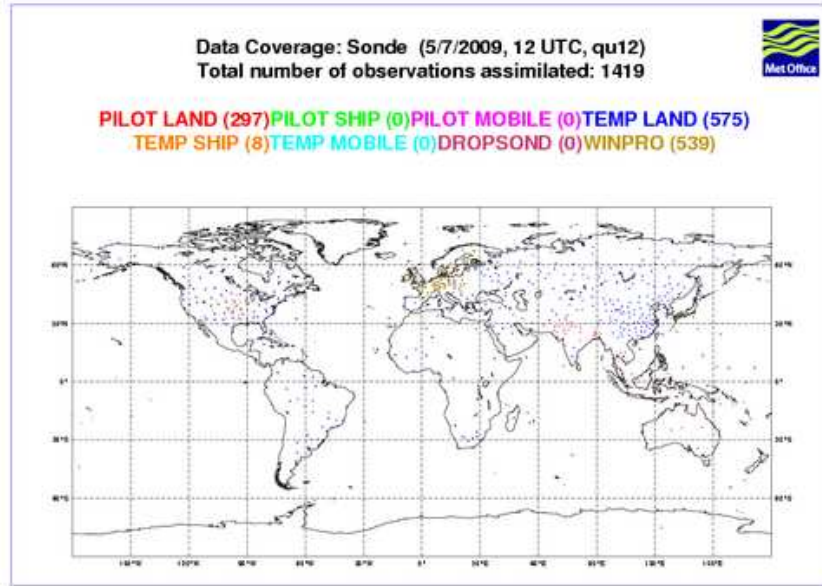 Data Coverage: Sonde (5/7/2009, 12 UTC, qu12)
Total number of observations assimilated: 1419
Met Office
PILOT LAND (297)PILOT SHIP (0)PILOT MOBILE (0)TEMP LAND (575)
TEMP SHIP (8)TEMP MOBILE (0)DROPSOND (0)WINPRO (539)